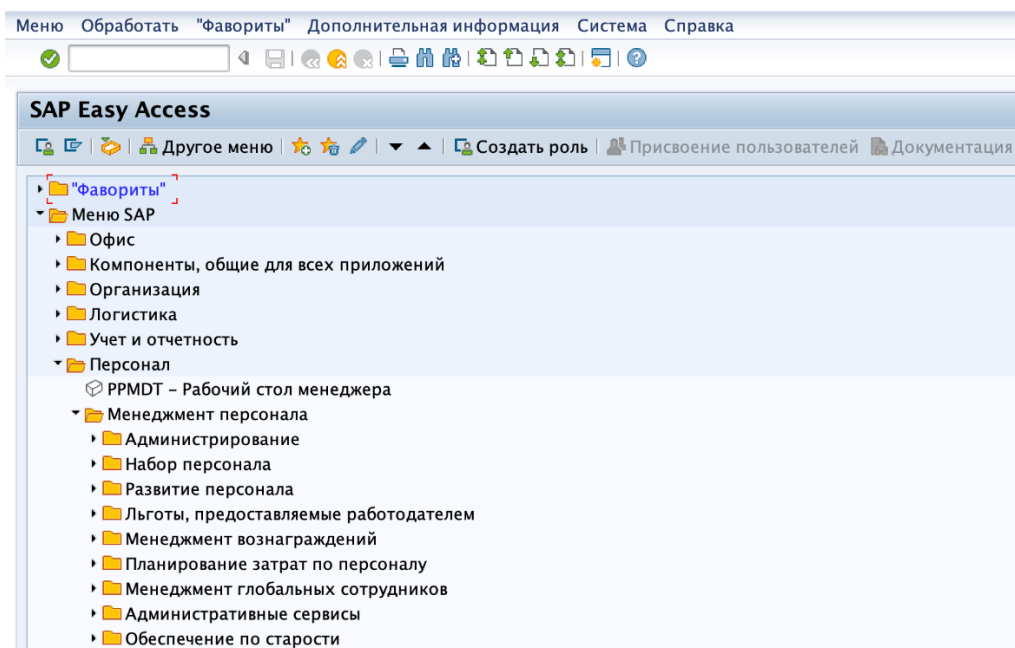 Меню Обработать "Фавориты" Дополнительная информация Система Справка
SAP Easy Access
Другое меню Создать роль Присвоение пользователей Документация
"Фавориты"
Меню SAP
Офис
Компоненты, общие для всех приложений
Организация
Логистика
Учет и отчетность
Персонал
PPMDT – Рабочий стол менеджера
Менеджмент персонала
Администрирование
Набор персонала
Развитие персонала
Льготы, предоставляемые работодателем
Менеджмент вознаграждений
Планирование затрат по персоналу
Менеджмент глобальных сотрудников
Административные сервисы
Обеспечение по старости